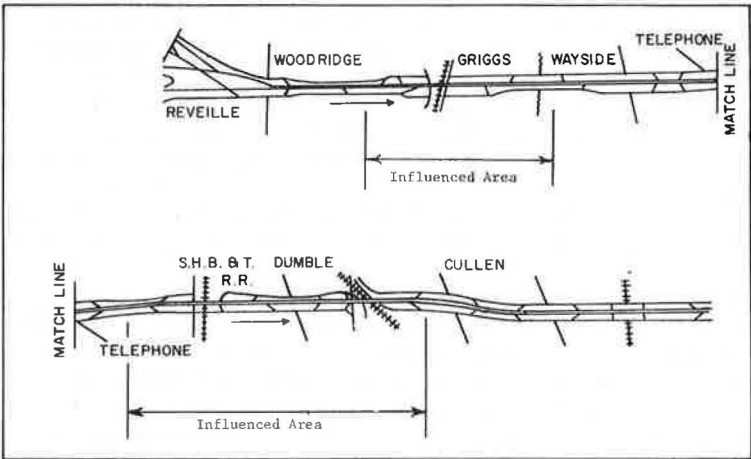 WOODRIDGE
GRIGGS
WAYSIDE
TELEPHONE
REVEILLE
MATCH LINE
Influenced Area
S.H.B. & T.
R.R.
DUMBLE
CULLEN
MATCH LINE
TELEPHONE
Influenced Area